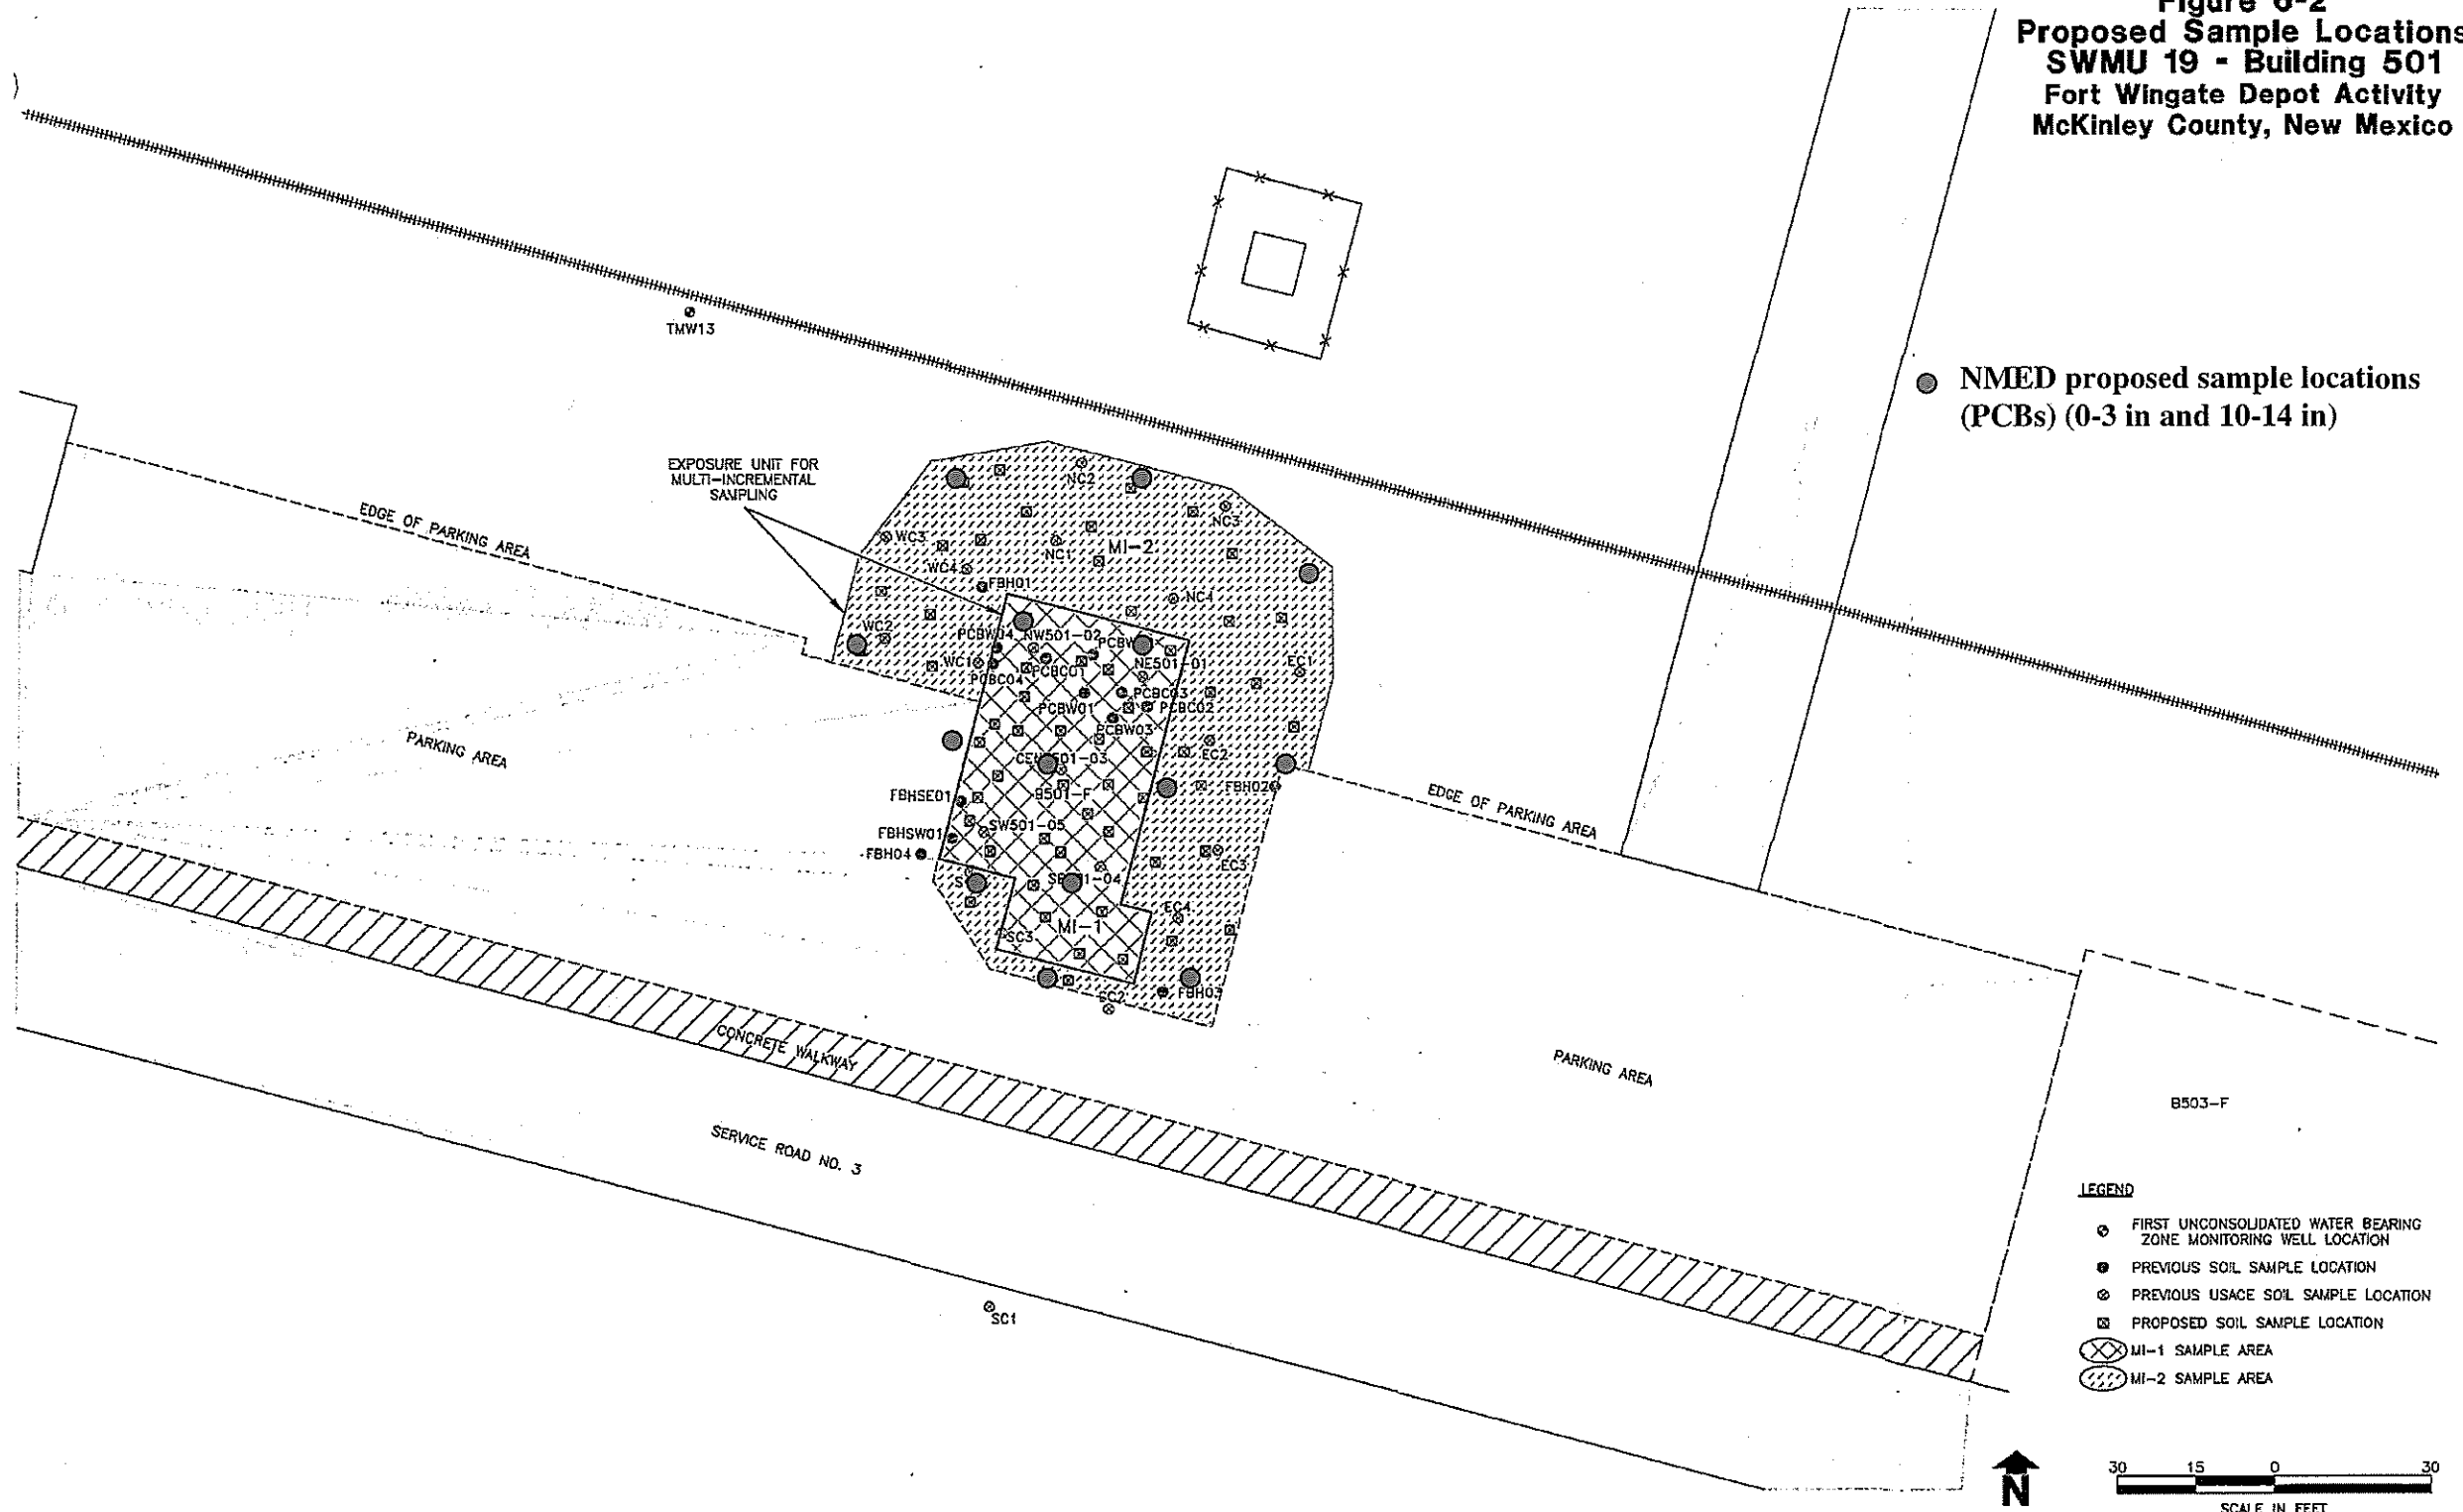 Figure 6-2
Proposed Sample Locations
SWMU 19 - Building 501
Fort Wingate Depot Activity
McKinley County, New Mexico
TMW13
NMED proposed sample locations
(PCBs) (0-3 in and 10-14 in)
EXPOSURE UNIT FOR
MULTI-INCREMENTAL
SAMPLING
EDGE OF PARKING AREA
NC2
NC3
WC3
NC1
MI-2
WC4
FBH01
NC4
WC2
PCBW04
NW501-02
WC1
PCBC01
NE501-01
EC1
PCBC04
PCBC03
PCBW01
PCBC02
PCBW03
PARKING AREA
EC2
B501-F
FBH02
FBHSE01
EDGE OF PARKING AREA
SW501-05
FBHSW01
FBH04
EC3
EC4
MI-1
SC3
FBH03
CONCRETE WALKWAY
PARKING AREA
B503-F
SERVICE ROAD NO. 3
SC1
LEGEND
FIRST UNCONSOLIDATED WATER BEARING
ZONE MONITORING WELL LOCATION
PREVIOUS SOIL SAMPLE LOCATION
PREVIOUS USACE SOIL SAMPLE LOCATION
PROPOSED SOIL SAMPLE LOCATION
MI-1 SAMPLE AREA
MI-2 SAMPLE AREA
N
30 15 0 30
SCALE IN FEET